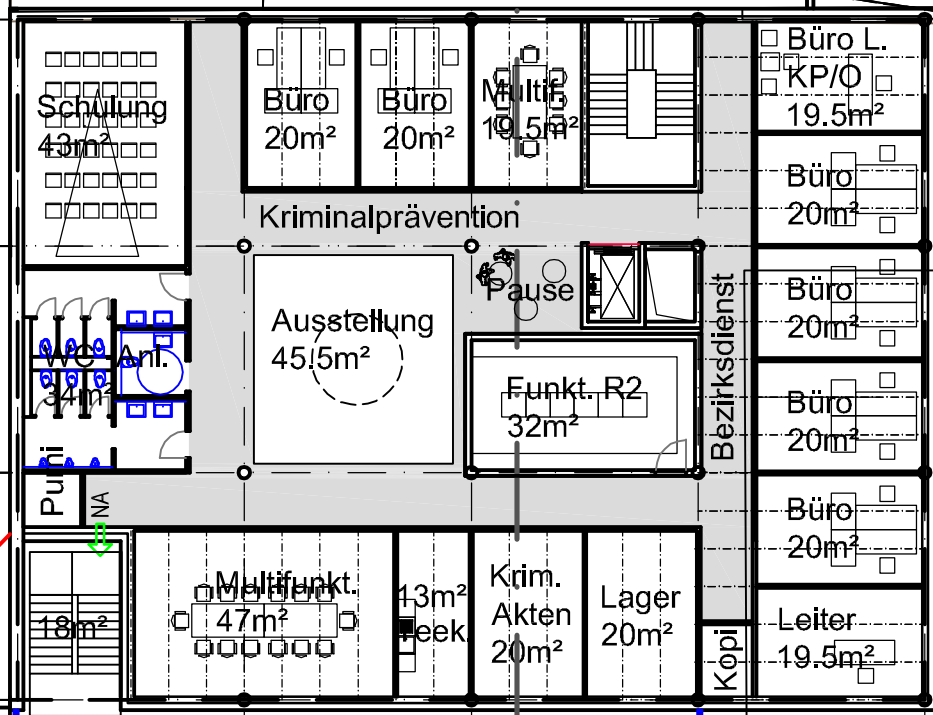 Schulung
43m²
Büro
20m²
Büro
20m²
Multif.
19.5m²
Büro L.
KP/O
19.5m²
Büro
20m²
Kriminalprävention
Pause
Büro
20m²
Ausstellung
45.5m²
Bezirksdienst
WC Anl.
34m²
Funkt. R2
32m²
Büro
20m²
Pumi
NA
Büro
20m²
Multifunkt.
47m²
13m²
Krim.
Akten
20m²
Lager
20m²
18m²
Kopi
Leiter
19.5m²